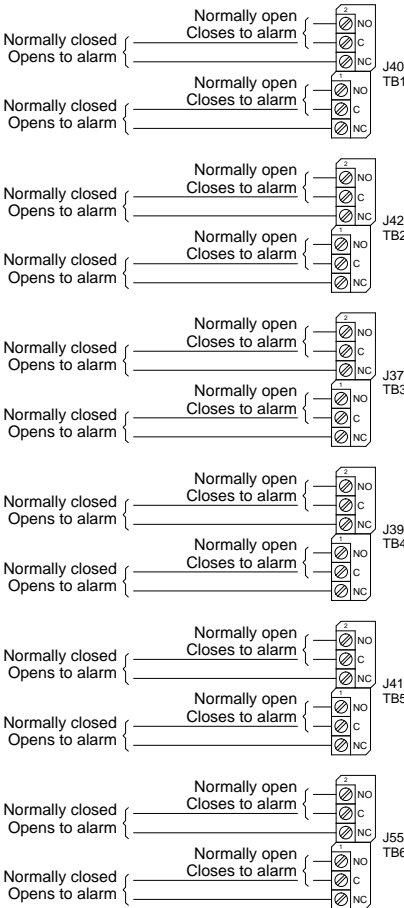 2
Normally open
Closes to alarm
NO
Normally closed
Opens to alarm
C
NC
J40
TB1
1
Normally open
Closes to alarm
NO
Normally closed
Opens to alarm
C
NC
2
Normally open
Closes to alarm
NO
Normally closed
Opens to alarm
C
NC
J42
TB2
1
Normally open
Closes to alarm
NO
Normally closed
Opens to alarm
C
NC
2
Normally open
Closes to alarm
NO
Normally closed
Opens to alarm
C
NC
J37
TB3
1
Normally open
Closes to alarm
NO
Normally closed
Opens to alarm
C
NC
2
Normally open
Closes to alarm
NO
Normally closed
Opens to alarm
C
NC
J39
TB4
1
Normally open
Closes to alarm
NO
Normally closed
Opens to alarm
C
NC
2
Normally open
Closes to alarm
NO
Normally closed
Opens to alarm
C
NC
J41
TB5
1
Normally open
Closes to alarm
NO
Normally closed
Opens to alarm
C
NC
2
Normally open
Closes to alarm
NO
Normally closed
Opens to alarm
C
NC
J55
TB6
1
Normally open
Closes to alarm
NO
Normally closed
Opens to alarm
C
NC